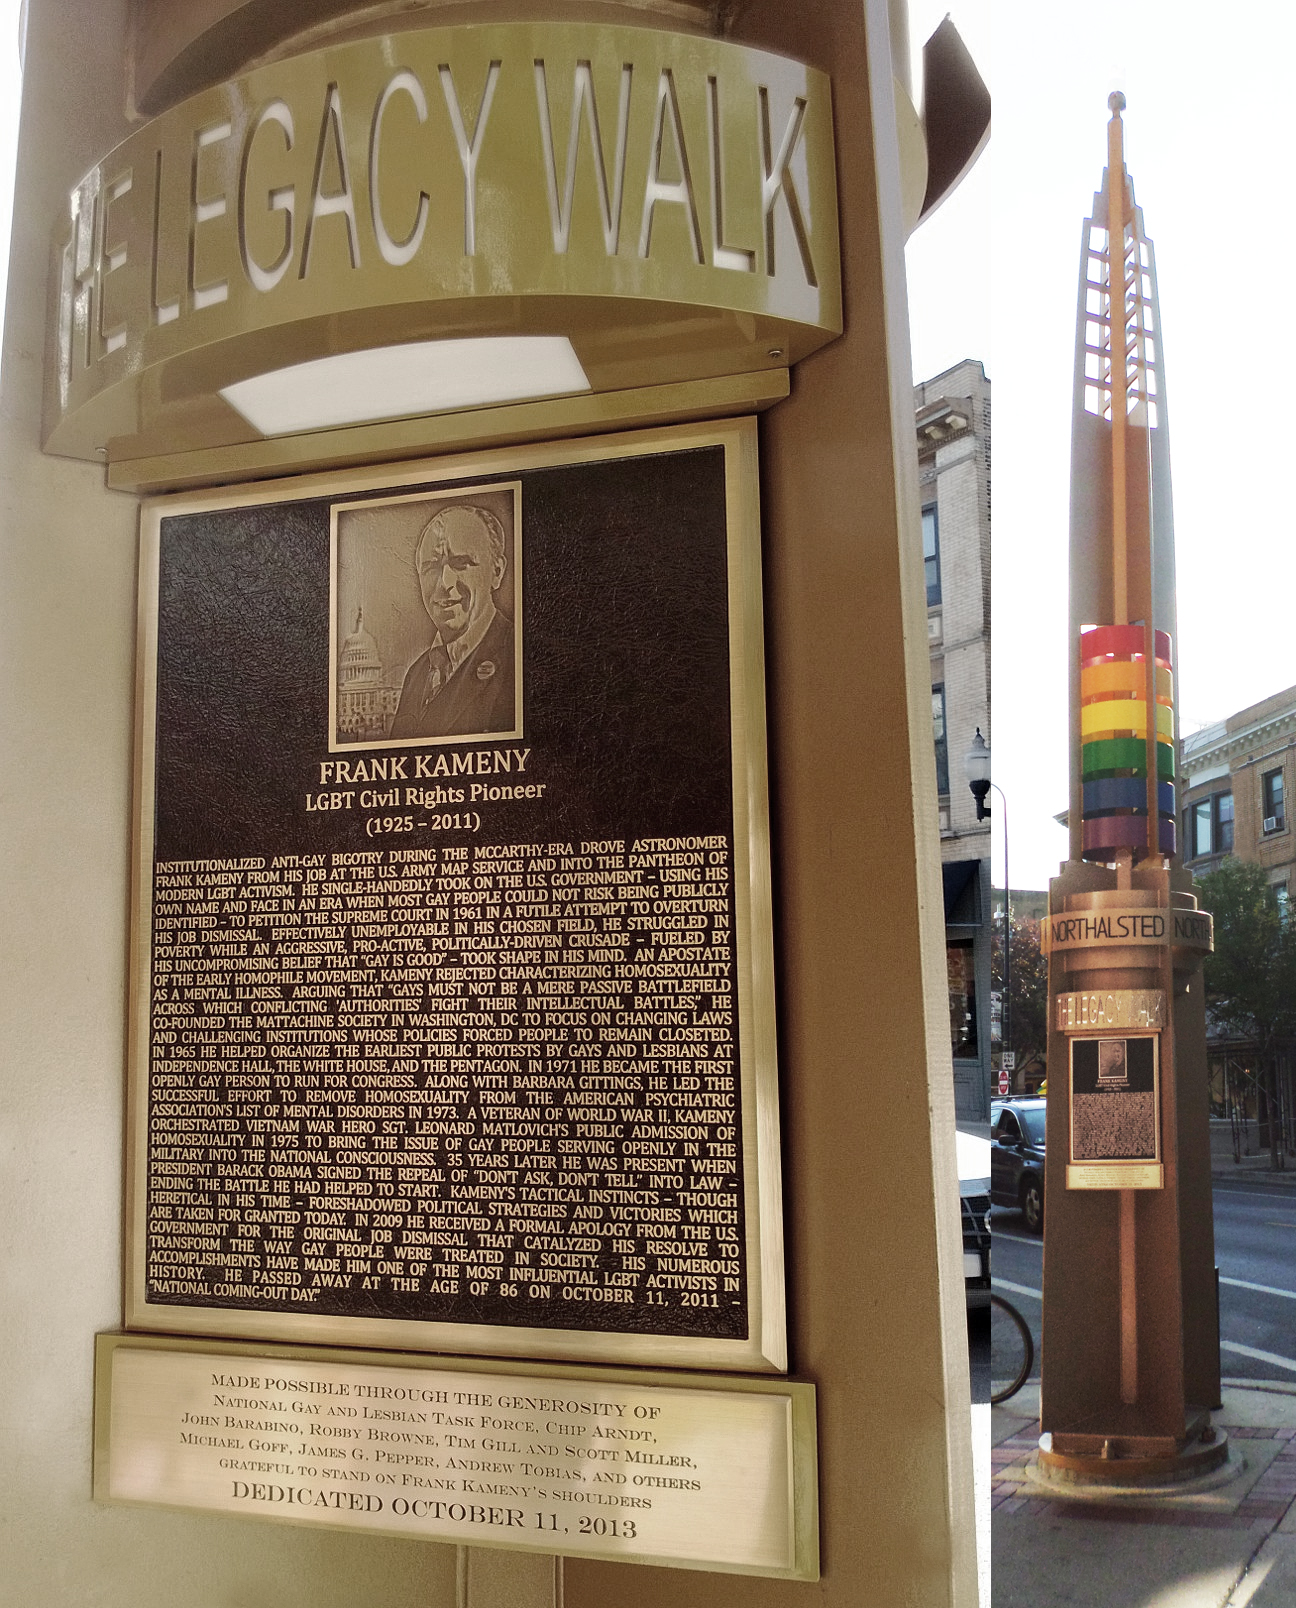 THE LEGACY WALK
FRANK KAMENY
LGBT Civil Rights Pioneer
(1925 – 2011)
INSTITUTIONALIZED ANTI-GAY BIGOTRY DURING THE MCCARTHY-ERA DROVE ASTRONOMER
FRANK KAMENY FROM HIS JOB AT THE U.S. ARMY MAP SERVICE AND INTO THE PANTHEON OF
MODERN LGBT ACTIVISM. HE SINGLE-HANDEDLY TOOK ON THE U.S. GOVERNMENT – USING HIS
OWN NAME AND FACE IN AN ERA WHEN MOST GAY PEOPLE COULD NOT RISK BEING PUBLICLY
IDENTIFIED – TO PETITION THE SUPREME COURT IN 1961 IN A FUTILE ATTEMPT TO OVERTURN
HIS JOB DISMISSAL. EFFECTIVELY UNEMPLOYABLE IN HIS CHOSEN FIELD, HE STRUGGLED IN
POVERTY WHILE AN AGGRESSIVE, PRO-ACTIVE, POLITICALLY-DRIVEN CRUSADE – FUELED BY
HIS UNCOMPROMISING BELIEF THAT "GAY IS GOOD" – TOOK SHAPE IN HIS MIND. AN APOSTATE
OF THE EARLY HOMOPHILE MOVEMENT, KAMENY REJECTED CHARACTERIZING HOMOSEXUALITY
AS A MENTAL ILLNESS. ARGUING THAT "GAYS MUST NOT BE A MERE PASSIVE BATTLEFIELD
ACROSS WHICH CONFLICTING 'AUTHORITIES' FIGHT THEIR INTELLECTUAL BATTLES," HE
CO-FOUNDED THE MATTACHINE SOCIETY IN WASHINGTON, DC TO FOCUS ON CHANGING LAWS
AND CHALLENGING INSTITUTIONS WHOSE POLICIES FORCED PEOPLE TO REMAIN CLOSETED.
IN 1965 HE HELPED ORGANIZE THE EARLIEST PUBLIC PROTESTS BY GAYS AND LESBIANS AT
INDEPENDENCE HALL, THE WHITE HOUSE, AND THE PENTAGON. IN 1971 HE BECAME THE FIRST
OPENLY GAY PERSON TO RUN FOR CONGRESS. ALONG WITH BARBARA GITTINGS, HE LED THE
SUCCESSFUL EFFORT TO REMOVE HOMOSEXUALITY FROM THE AMERICAN PSYCHIATRIC
ASSOCIATION'S LIST OF MENTAL DISORDERS IN 1973. A VETERAN OF WORLD WAR II, KAMENY
ORCHESTRATED VIETNAM WAR HERO SGT. LEONARD MATLOVICH'S PUBLIC ADMISSION OF
HOMOSEXUALITY IN 1975 TO BRING THE ISSUE OF GAY PEOPLE SERVING OPENLY IN THE
MILITARY INTO THE NATIONAL CONSCIOUSNESS. 35 YEARS LATER HE WAS PRESENT WHEN
PRESIDENT BARACK OBAMA SIGNED THE REPEAL OF "DON'T ASK, DON'T TELL" INTO LAW –
ENDING THE BATTLE HE HAD HELPED TO START. KAMENY'S TACTICAL INSTINCTS – THOUGH
HERETICAL IN HIS TIME – FORESHADOWED POLITICAL STRATEGIES AND VICTORIES WHICH
ARE TAKEN FOR GRANTED TODAY. IN 2009 HE RECEIVED A FORMAL APOLOGY FROM THE U.S.
GOVERNMENT FOR THE ORIGINAL JOB DISMISSAL THAT CATALYZED HIS RESOLVE TO
TRANSFORM THE WAY GAY PEOPLE WERE TREATED IN SOCIETY. HIS NUMEROUS
ACCOMPLISHMENTS HAVE MADE HIM ONE OF THE MOST INFLUENTIAL LGBT ACTIVISTS IN
HISTORY. HE PASSED AWAY AT THE AGE OF 86 ON OCTOBER 11, 2011 –
"NATIONAL COMING-OUT DAY."
MADE POSSIBLE THROUGH THE GENEROSITY OF
NATIONAL GAY AND LESBIAN TASK FORCE, CHIP ARNDT,
JOHN BARABINO, ROBBY BROWNE, TIM GILL AND SCOTT MILLER,
MICHAEL GOFF, JAMES G. PEPPER, ANDREW TOBIAS, AND OTHERS
GRATEFUL TO STAND ON FRANK KAMENY'S SHOULDERS
DEDICATED OCTOBER 11, 2013
NORTHALSTED NORTH
THE LEGACY WALK
FRANK KAMENY